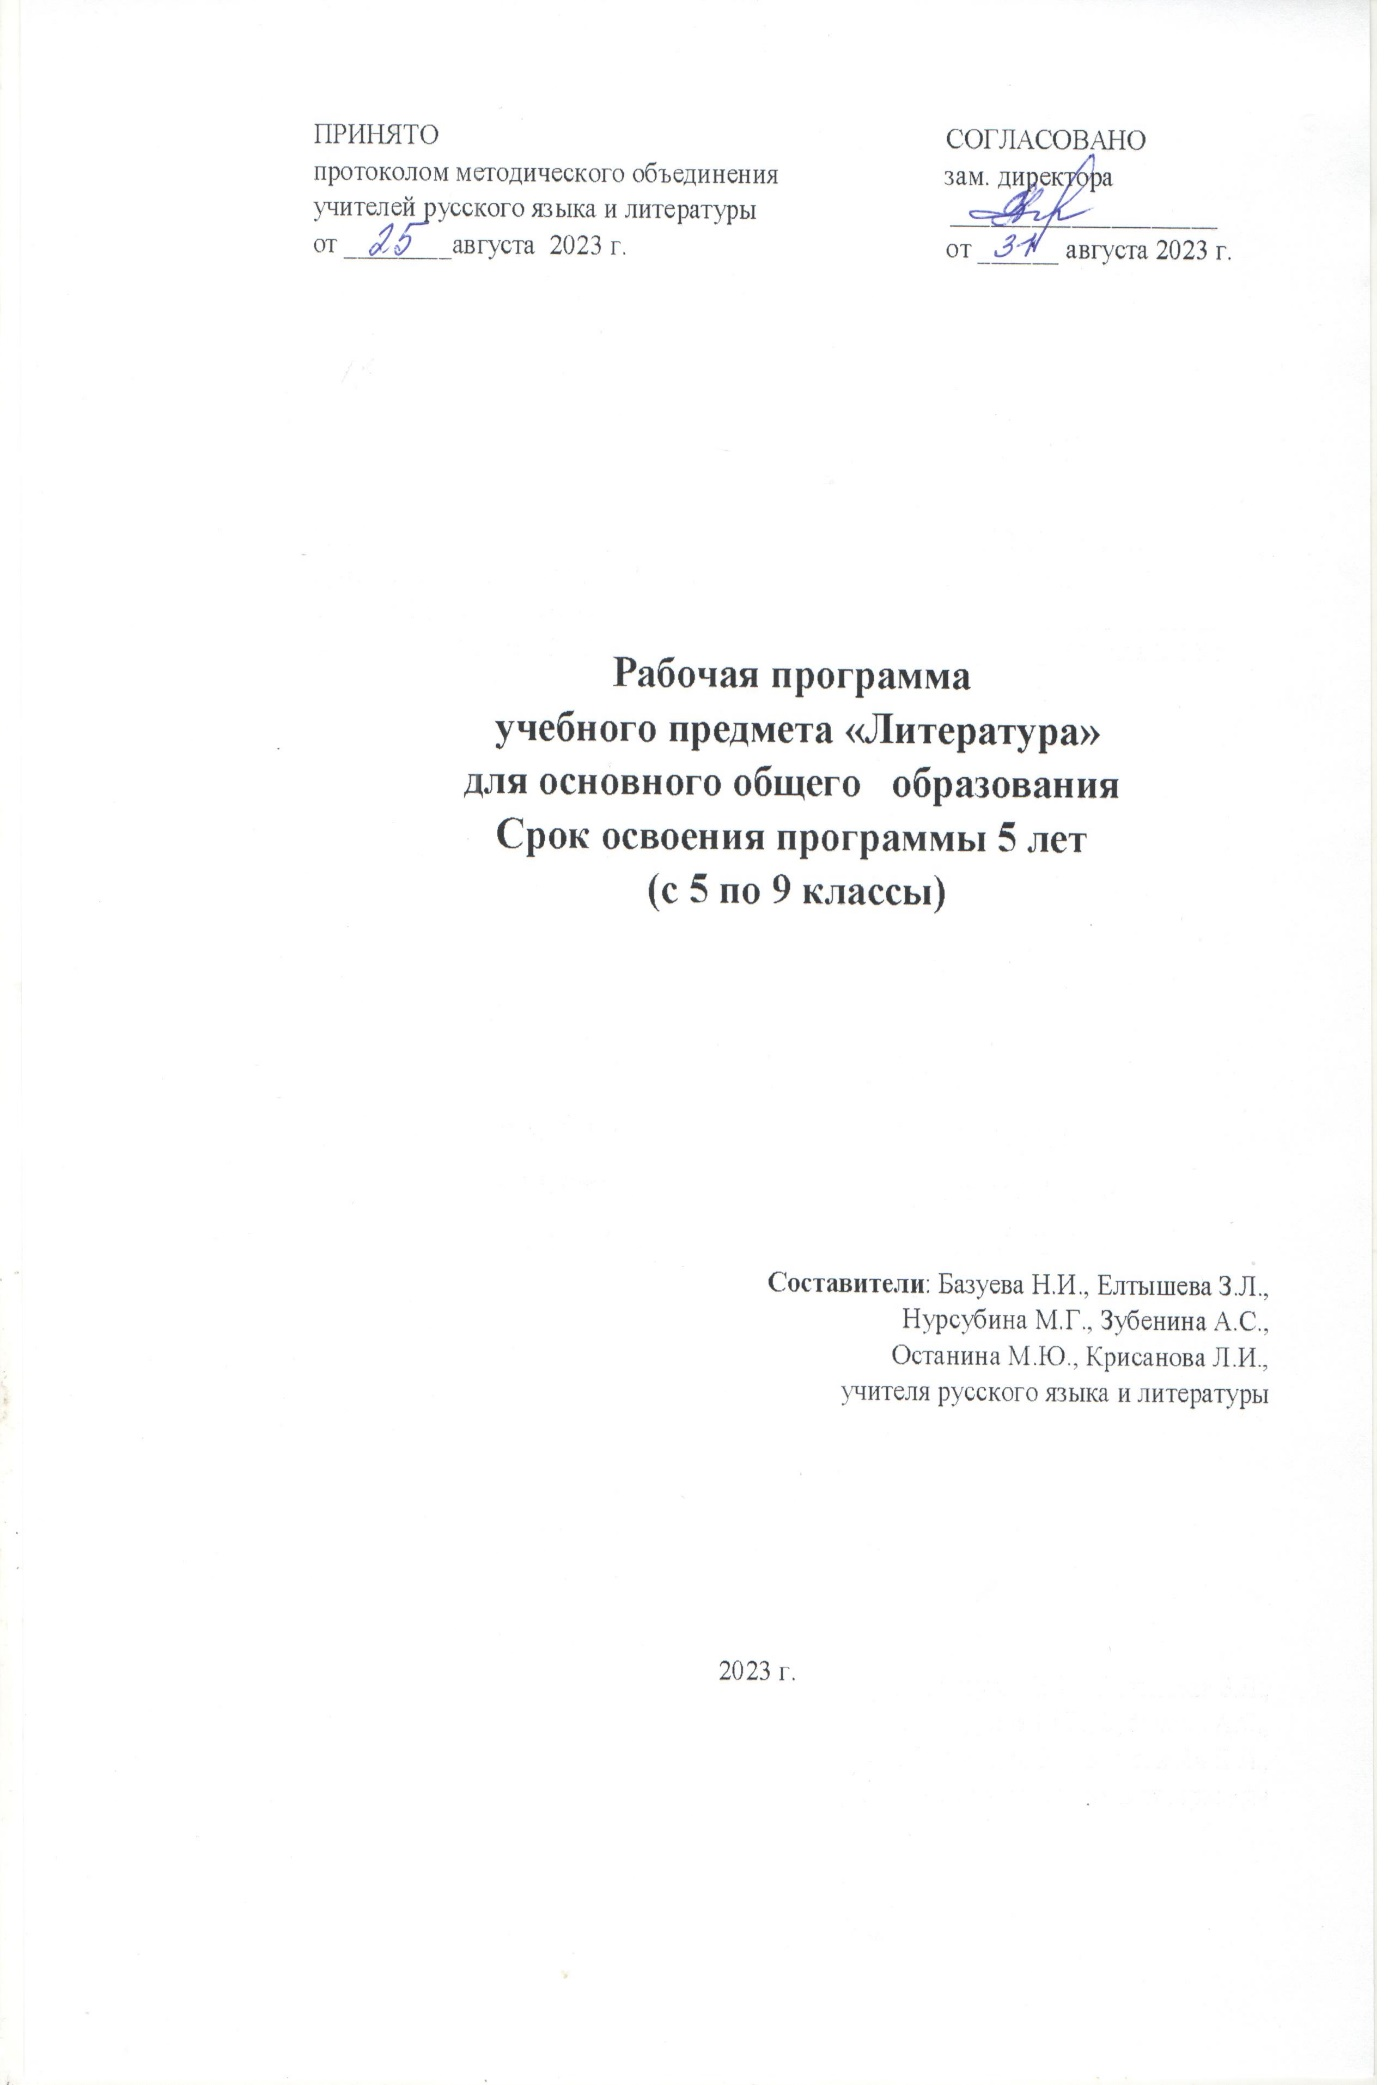 ПРИНЯТО
протоколом методического объединения
учителей русского языка и литературы
от 25 августа 2023 г.
СОГЛАСОВАНО
зам. директора
от 31 августа 2023 г.
Рабочая программа
учебного предмета «Литература»
для основного общего образования
Срок освоения программы 5 лет
(с 5 по 9 классы)
Составители: Базуева Н.И., Елтышева З.Л.,
Нурсубина М.Г., Зубенина А.С.,
Останина М.Ю., Крисанова Л.И.,
учителя русского языка и литературы
2023 г.